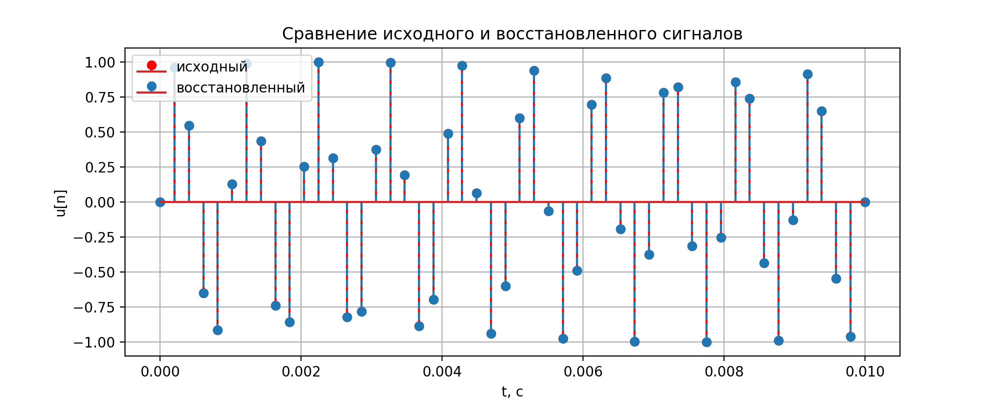 Сравнение исходного и восстановленного сигналов
исходный
восстановленный
1.00
0.75
0.50
0.25
0.00
−0.25
−0.50
−0.75
−1.00
u[n]
0.000 0.002 0.004 0.006 0.008 0.010
t, с